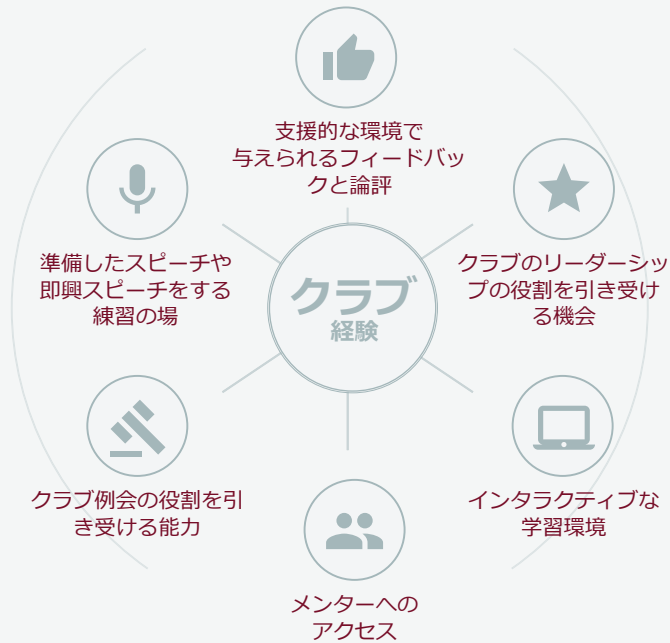 支援的な環境で
与えられるフィードバッ
クと論評
準備したスピーチや
即興スピーチをする
練習の場
クラブのリーダーシッ
プの役割を引き受け
る機会
クラブ
経験
クラブ例会の役割を引
き受ける能力
インタラクティブな
学習環境
メンターへの
アクセス